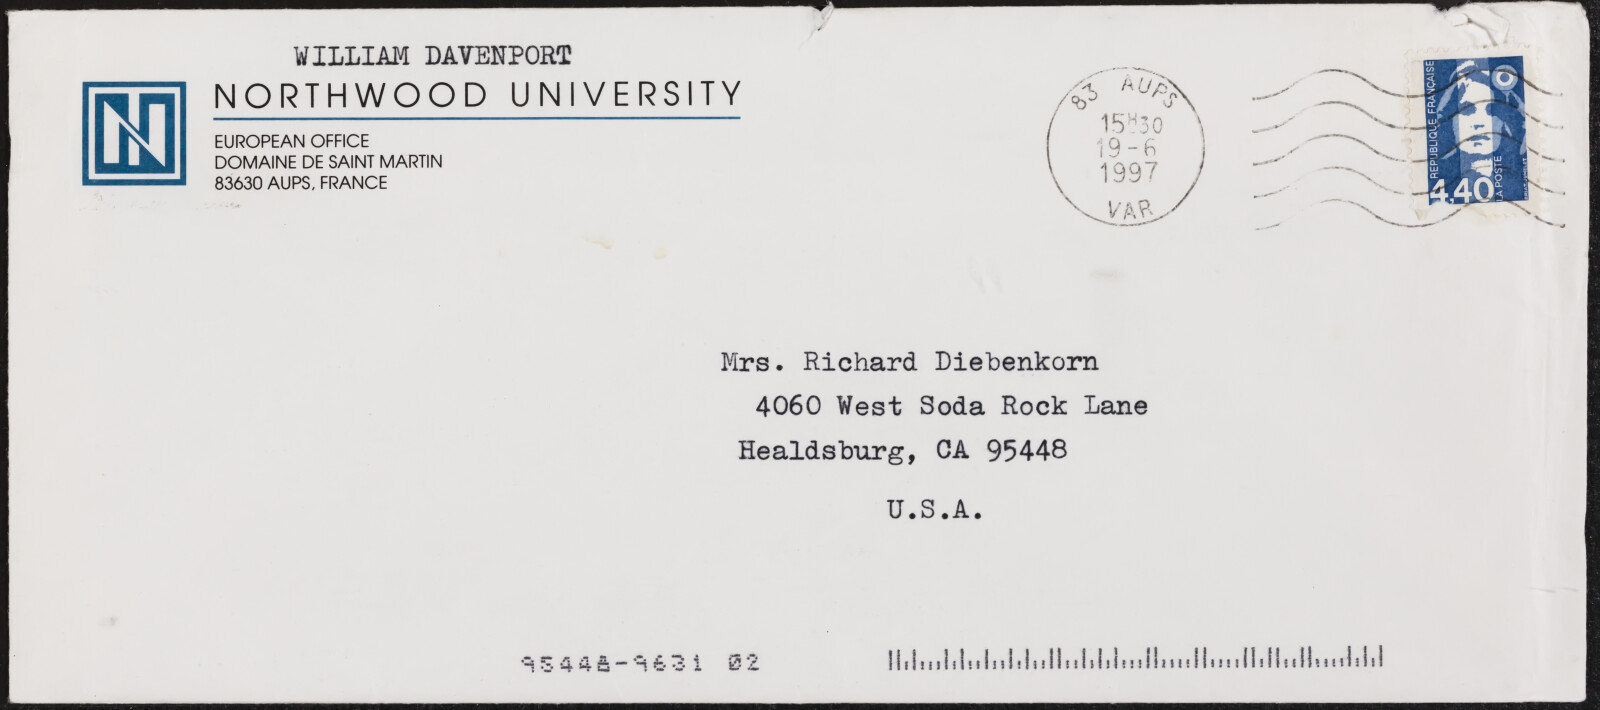 WILLIAM DAVENPORT
NORTHWOOD UNIVERSITY
EUROPEAN OFFICE
DOMAINE DE SAINT MARTIN
83630 AUPS, FRANCE
83 AUPS
15H30
19-6
1997
VAR
REPUBLIQUE FRANÇAISE
4,40
LA POSTE
Mrs. Richard Diebenkorn
4060 West Soda Rock Lane
Healdsburg, CA 95448
U.S.A.
95448-9631 02